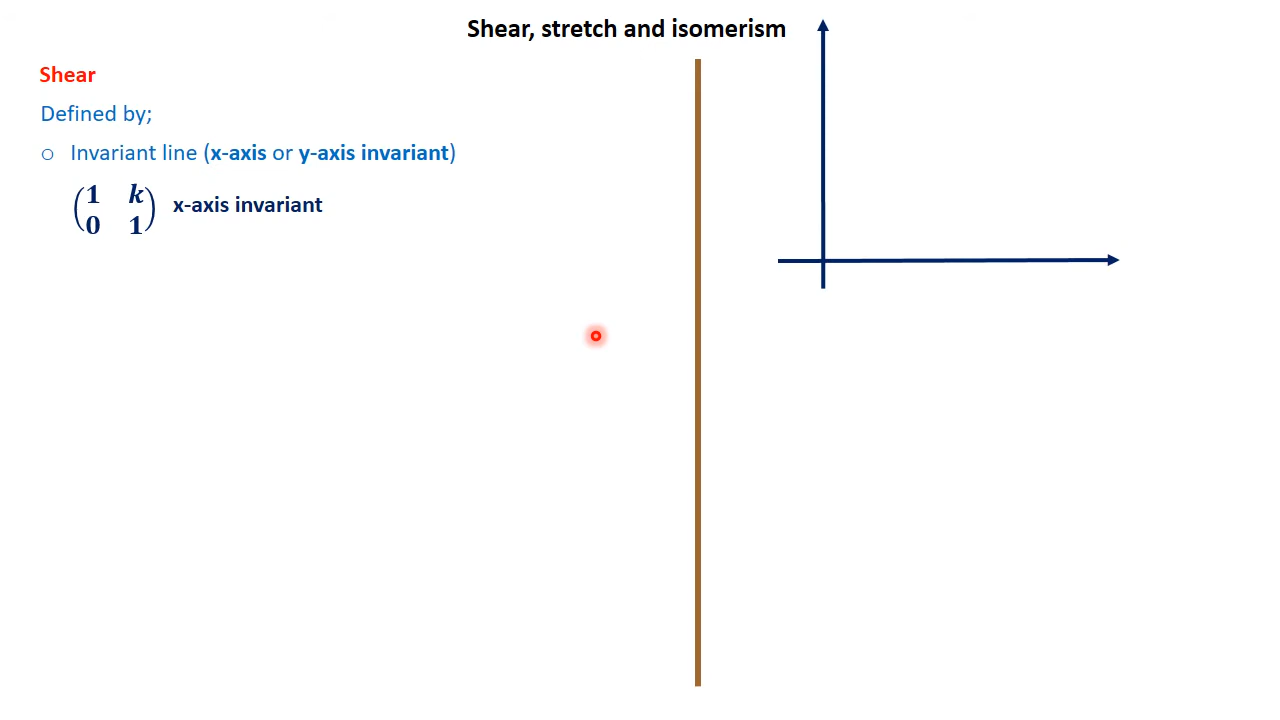 Shear, stretch and isomerism
Shear
Defined by;
○ Invariant line (x-axis or y-axis invariant)
(1 k
0 1) x-axis invariant